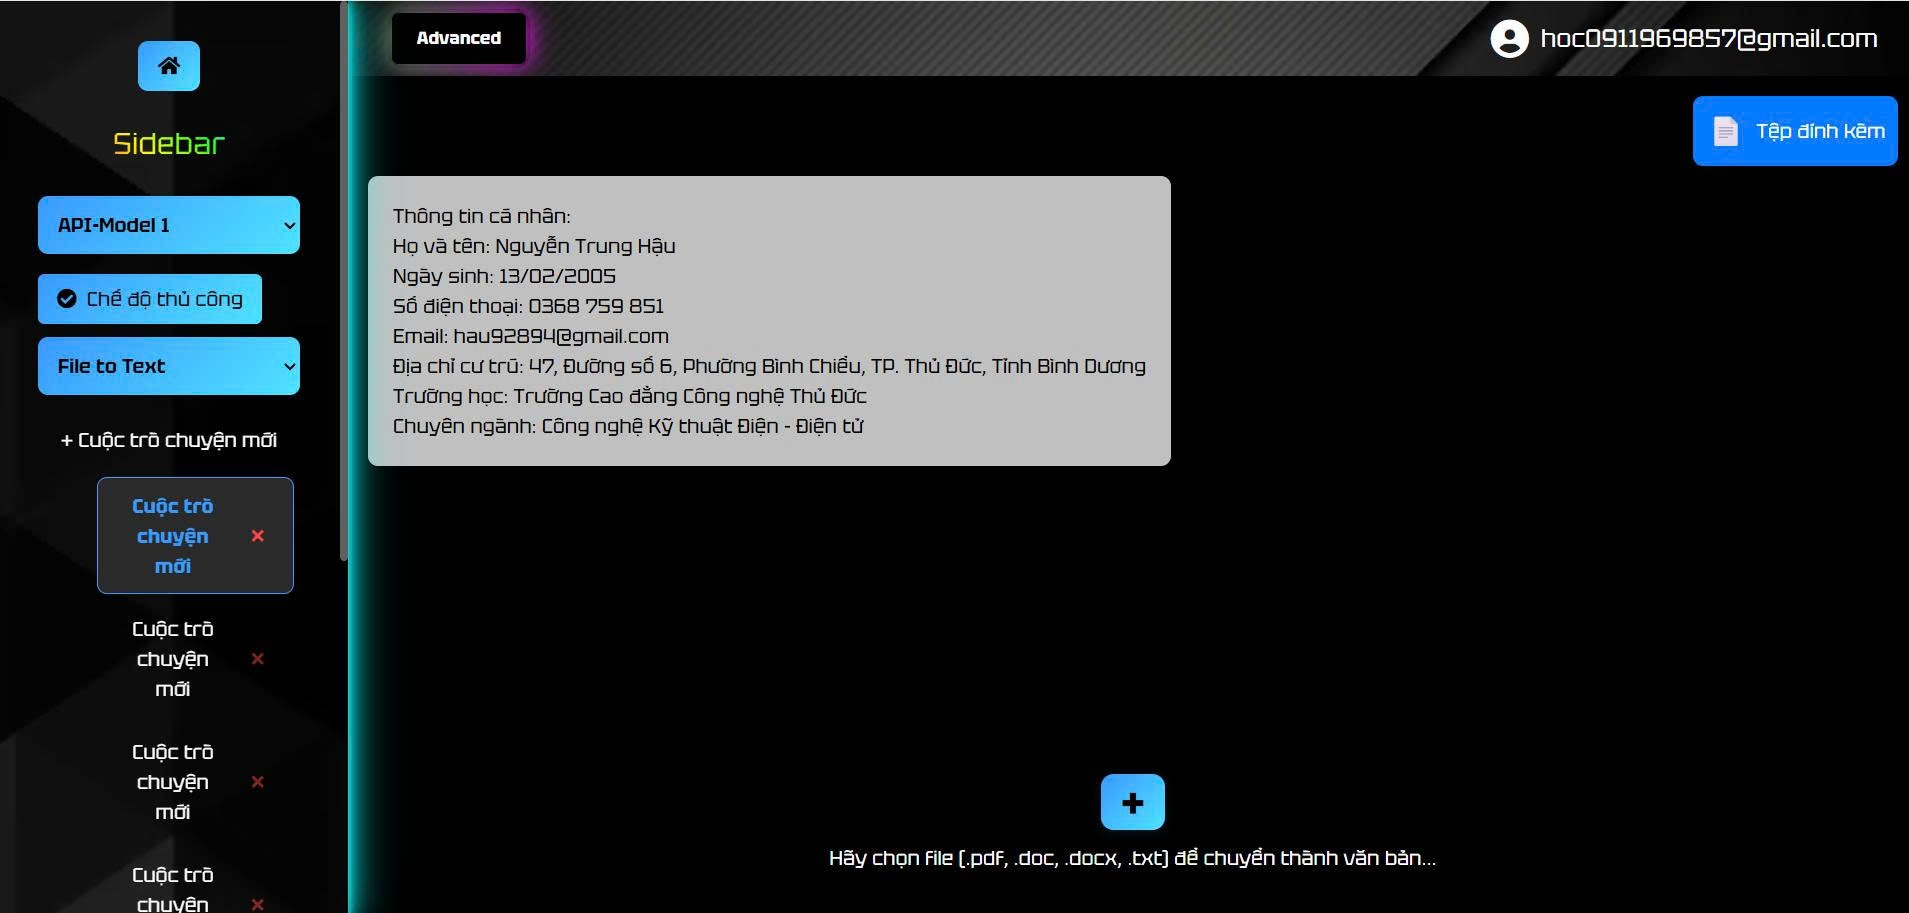 Advanced
hoc0911969857@gmail.com
Sidebar
API-Model 1
Chế độ thủ công
File to Text
+ Cuộc trò chuyện mới
Cuộc trò
chuyện
mới
Cuộc trò
chuyện
mới
Cuộc trò
chuyện
mới
Cuộc trò
chuyện
Tệp đính kèm
Thông tin cá nhân:
Họ và tên: Nguyễn Trung Hậu
Ngày sinh: 13/02/2005
Số điện thoại: 0368 759 851
Email: hau92894@gmail.com
Địa chỉ cư trú: 47, Đường số 6, Phường Bình Chiểu, TP. Thủ Đức, Tỉnh Bình Dương
Trường học: Trường Cao đẳng Công nghệ Thủ Đức
Chuyên ngành: Công nghệ Kỹ thuật Điện - Điện tử
Hãy chọn file (.pdf, .doc, .docx, .txt) để chuyển thành văn bản...